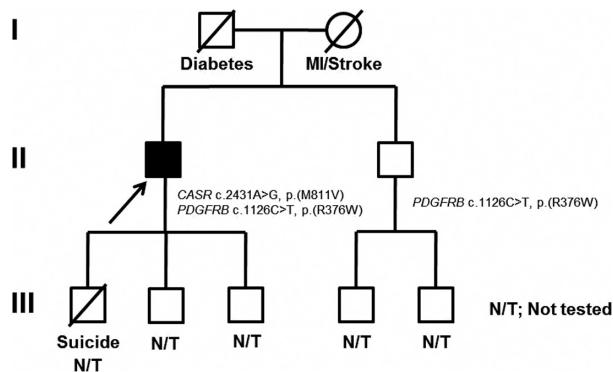 I
Diabetes
MI/Stroke
II
CASR c.2431A>G, p.(M811V)
PDGFRB c.1126C>T, p.(R376W)
PDGFRB c.1126C>T, p.(R376W)
III
Suicide
N/T
N/T
N/T
N/T
N/T
N/T; Not tested